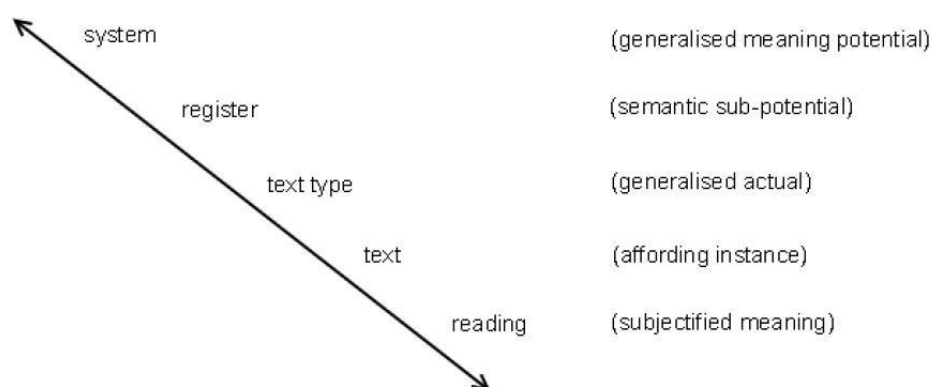 system (generalised meaning potential)
register (semantic sub-potential)
text type (generalised actual)
text (affording instance)
reading (subjectified meaning)